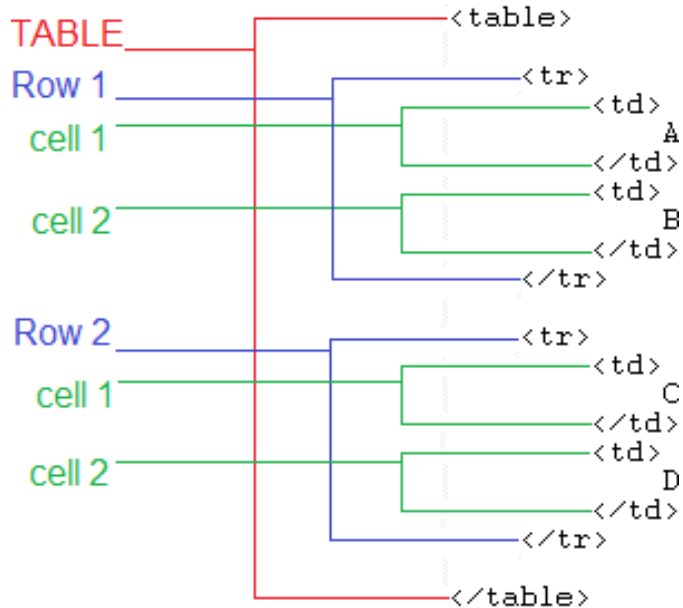 TABLE <table>
Row 1 <tr>
<td>
cell 1 A
</td>
<td>
cell 2 B
</td>
</tr>
Row 2 <tr>
<td>
cell 1 C
</td>
<td>
cell 2 D
</td>
</tr>
</table>